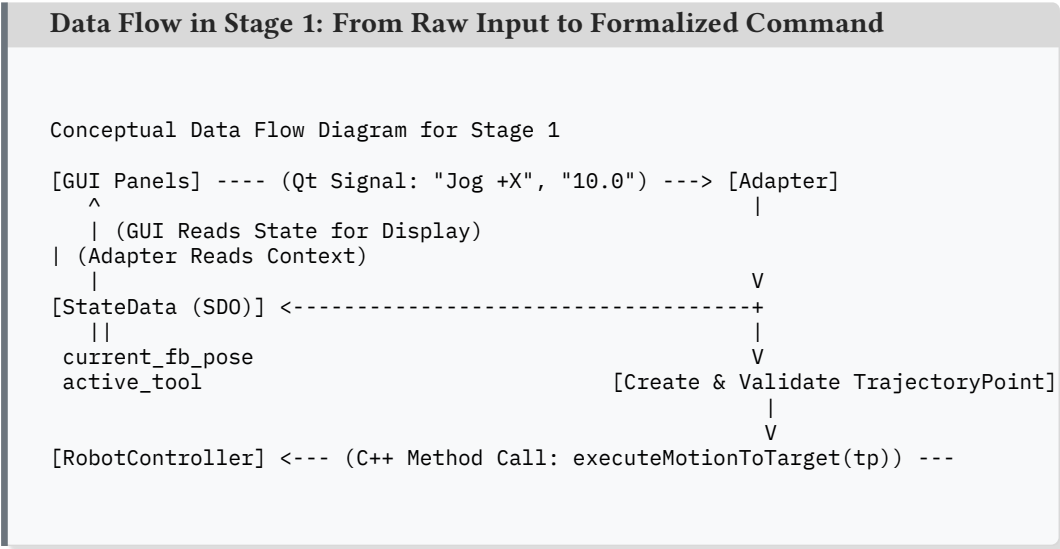 Data Flow in Stage 1: From Raw Input to Formalized Command
Conceptual Data Flow Diagram for Stage 1
[GUI Panels] ---- (Qt Signal: "Jog +X", "10.0") ---> [Adapter]
   ^                                                    |
   | (GUI Reads State for Display)
| (Adapter Reads Context)
   |                                                    V
[StateData (SDO)] <------------------------------------+
   ||                                                   |
 current_fb_pose                                        V
 active_tool                                 [Create & Validate TrajectoryPoint]
                                                         |
                                                         V
[RobotController] <--- (C++ Method Call: executeMotionToTarget(tp)) ---